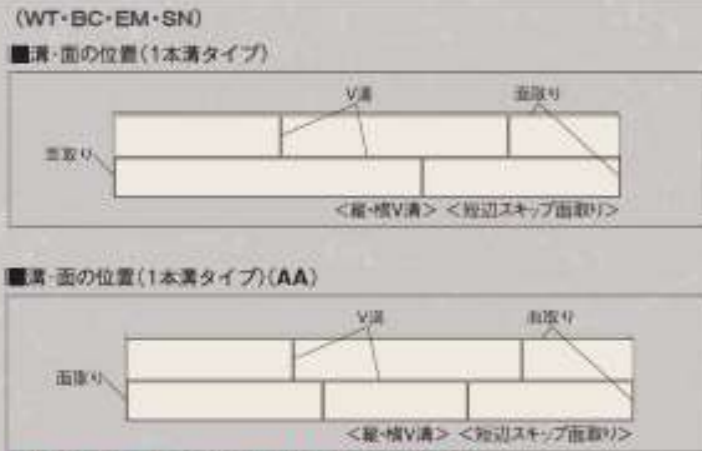 (WT・BC・EM・SN)
■溝・面の位置(1本溝タイプ)
V溝 面取り
面取り
<縦・横V溝> <短辺スキップ面取り>
■溝・面の位置(1本溝タイプ)(AA)
V溝 面取り
面取り
<縦・横V溝> <短辺スキップ面取り>